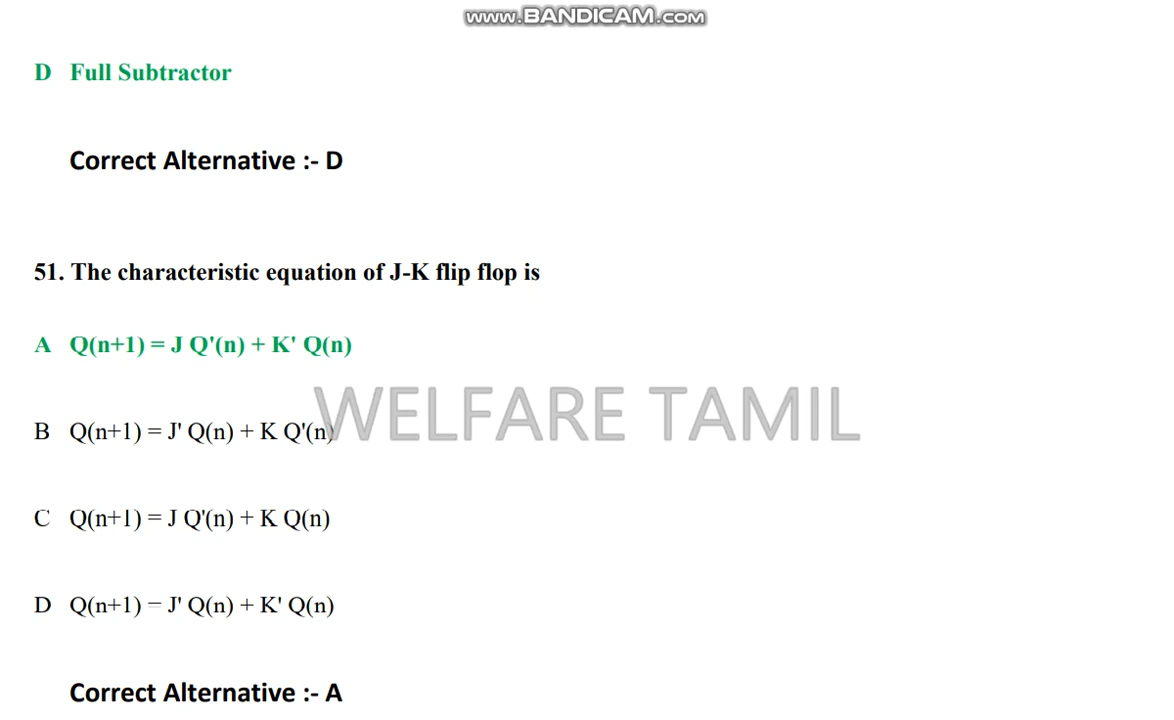 www.BANDICAM.com
D Full Subtractor
Correct Alternative :- D
51. The characteristic equation of J-K flip flop is
A Q(n+1) = J Q'(n) + K' Q(n)
WELFARE TAMIL
B Q(n+1) = J' Q(n) + K Q'(n)
C Q(n+1) = J Q'(n) + K Q(n)
D Q(n+1) = J' Q(n) + K' Q(n)
Correct Alternative :- A